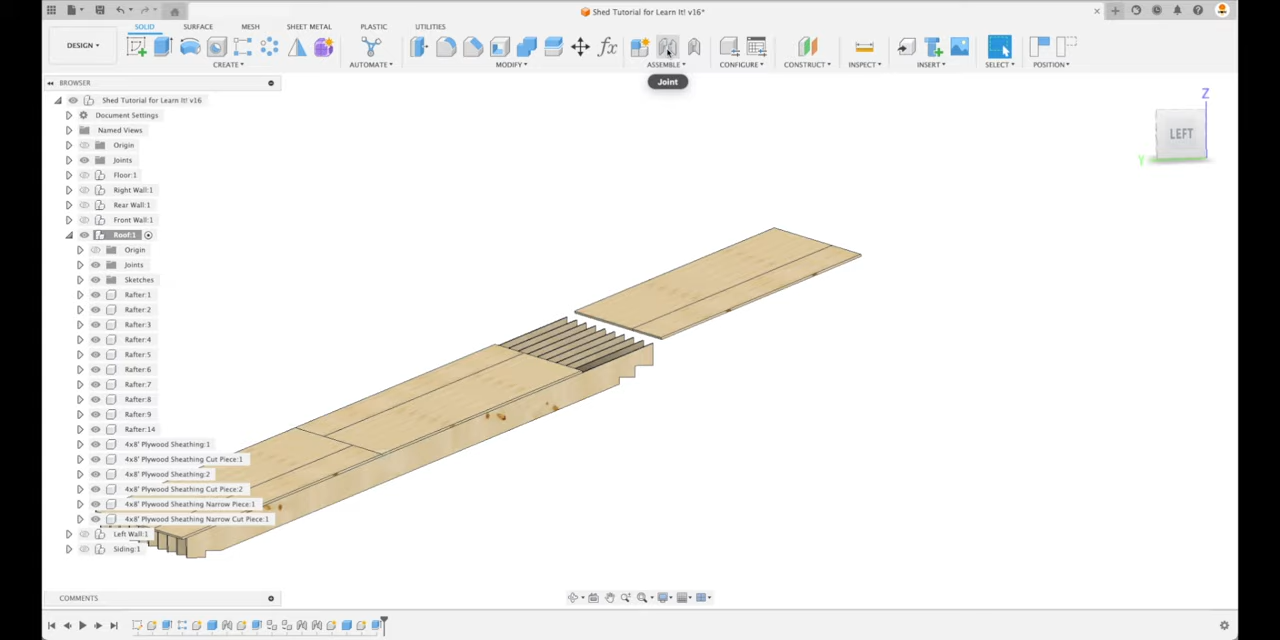 Shed Tutorial for Learn It! v16*
DESIGN
SOLID SURFACE MESH SHEET METAL PLASTIC UTILITIES
CREATE AUTOMATE MODIFY ASSEMBLE CONFIGURE CONSTRUCT INSPECT INSERT SELECT POSITION
Joint
BROWSER
Shed Tutorial for Learn It! v16
Document Settings
Named Views
Origin
Joints
Floor:1
Right Wall:1
Rear Wall:1
Front Wall:1
Roof:1
Origin
Joints
Sketches
Rafter:1
Rafter:2
Rafter:3
Rafter:4
Rafter:5
Rafter:6
Rafter:7
Rafter:8
Rafter:9
Rafter:14
4x8' Plywood Sheathing:1
4x8' Plywood Sheathing Cut Piece:1
4x8' Plywood Sheathing:2
4x8' Plywood Sheathing Cut Piece:2
4x8' Plywood Sheathing Narrow Piece:1
4x8' Plywood Sheathing Narrow Cut Piece:1
Left Wall:1
Siding:1
Z
LEFT
Y
COMMENTS